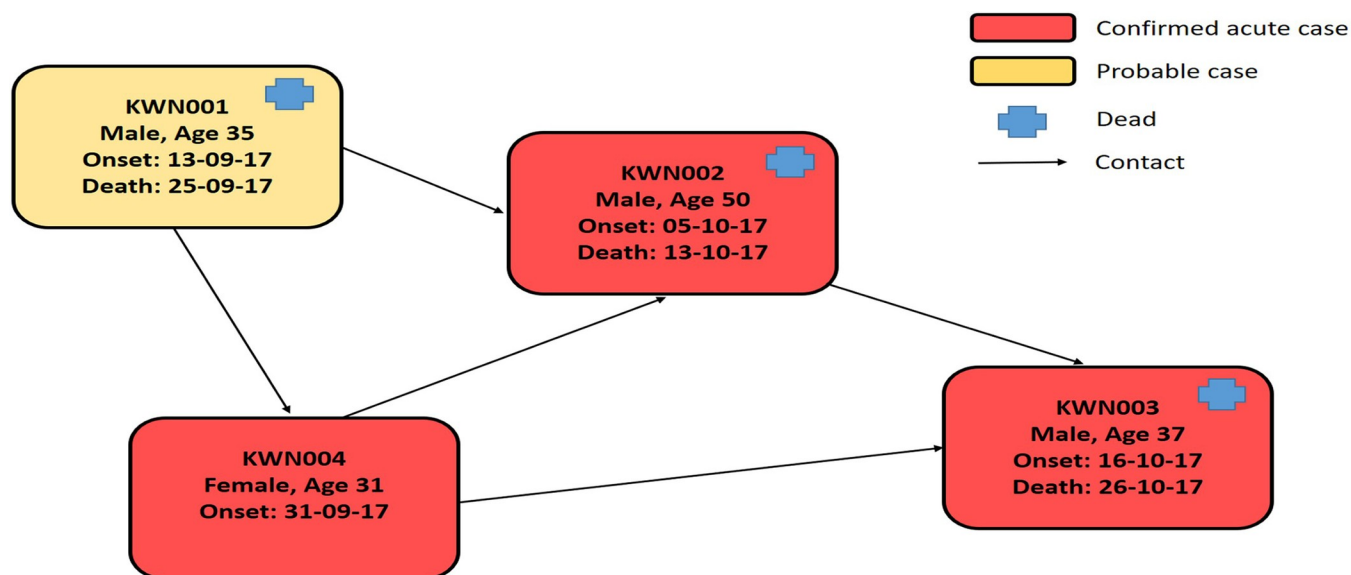 Confirmed acute case
Probable case
Dead
Contact
KWN001
Male, Age 35
Onset: 13-09-17
Death: 25-09-17
KWN002
Male, Age 50
Onset: 05-10-17
Death: 13-10-17
KWN004
Female, Age 31
Onset: 31-09-17
KWN003
Male, Age 37
Onset: 16-10-17
Death: 26-10-17